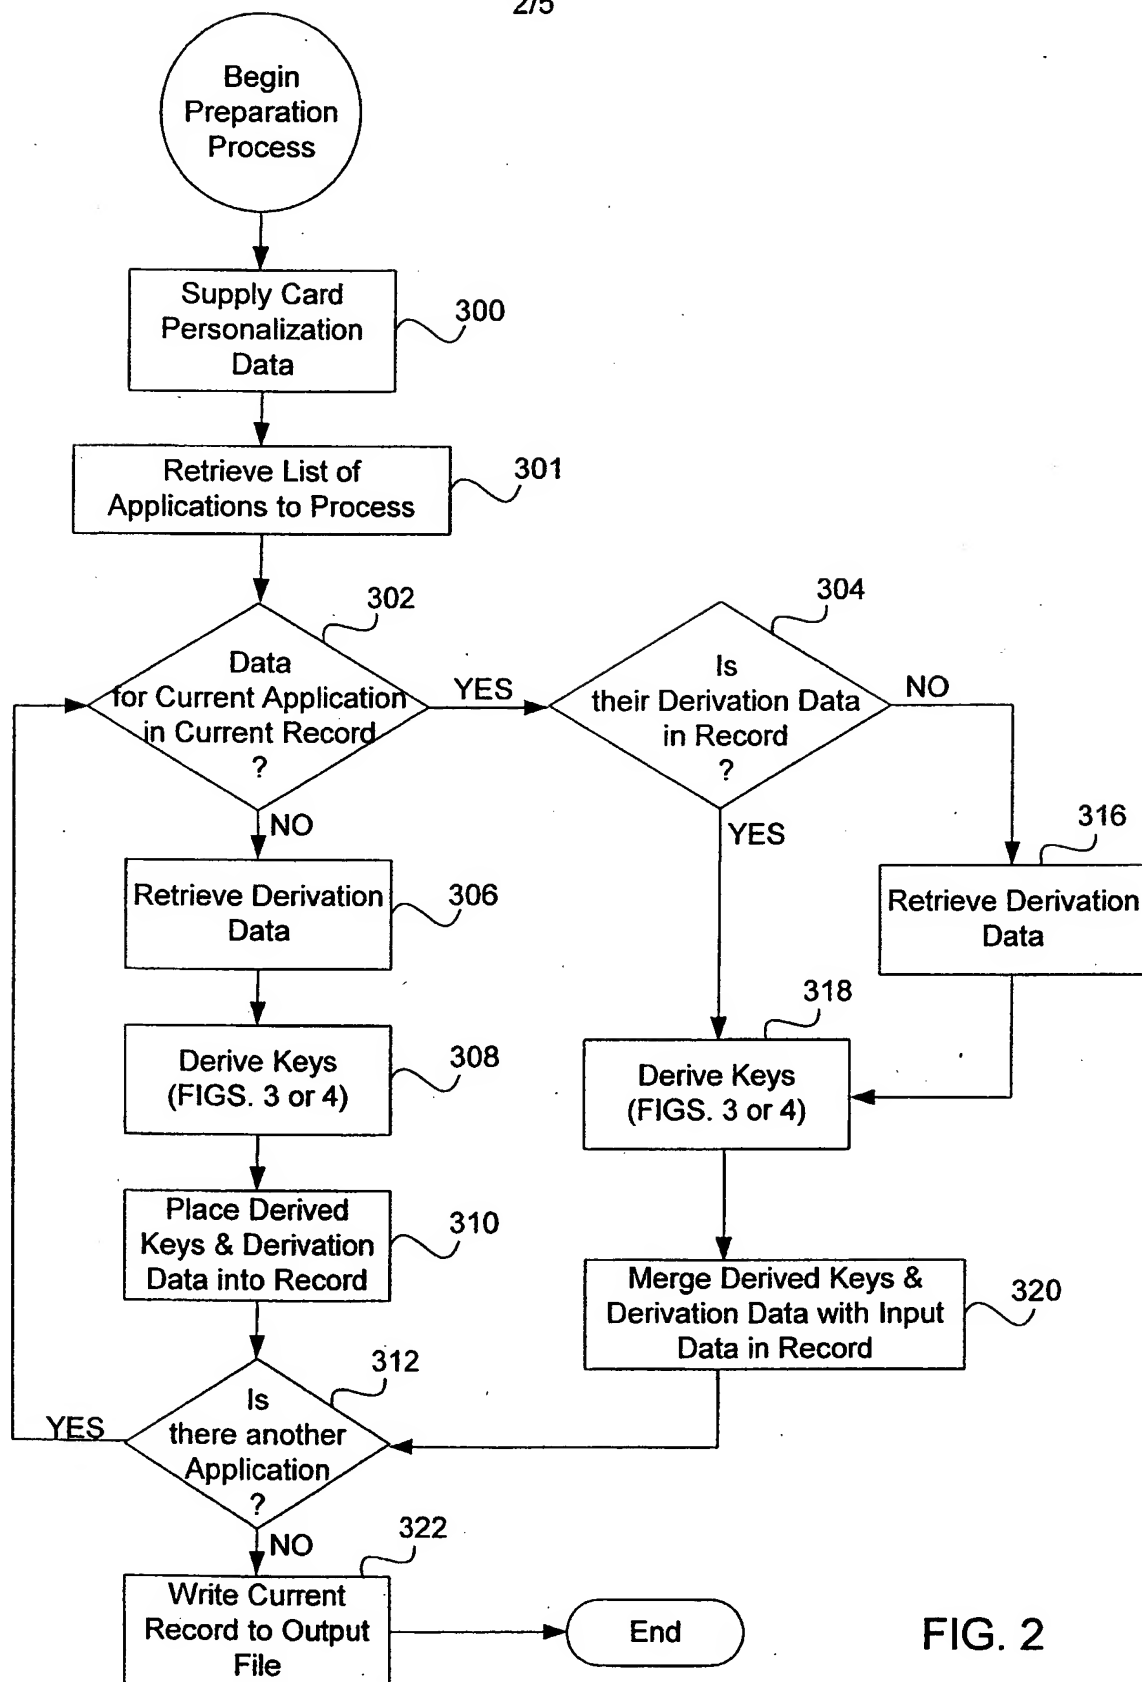 2/5
Begin
Preparation
Process
Supply Card
Personalization
Data
300
Retrieve List of
Applications to Process
301
302
Data
for Current Application
in Current Record
?
YES
NO
304
Is
their Derivation Data
in Record
?
NO
YES
316
Retrieve Derivation
Data
Retrieve Derivation
Data
306
318
Derive Keys
(FIGS. 3 or 4)
308
Derive Keys
(FIGS. 3 or 4)
Place Derived
Keys & Derivation
Data into Record
310
Merge Derived Keys &
Derivation Data with Input
Data in Record
320
312
Is
there another
Application
?
YES
NO
322
Write Current
Record to Output
File
End
FIG. 2